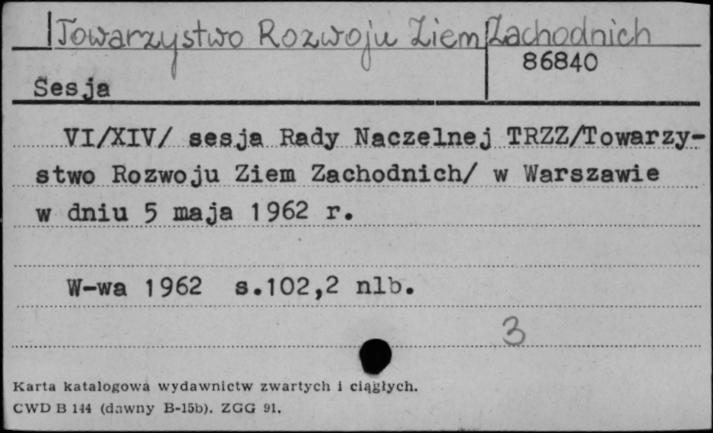 Towarzystwo Rozwoju Ziem Zachodnich
86840
Sesja
VI/XIV/ sesja Rady Naczelnej TRZZ/Towarzy-
stwo Rozwoju Ziem Zachodnich/ w Warszawie
w dniu 5 maja 1962 r.
W-wa 1962 s.102,2 nlb.
3
Karta katalogowa wydawnictw zwartych i ciągłych.
CWD B 144 (dawny B-15b). ZGG 91.